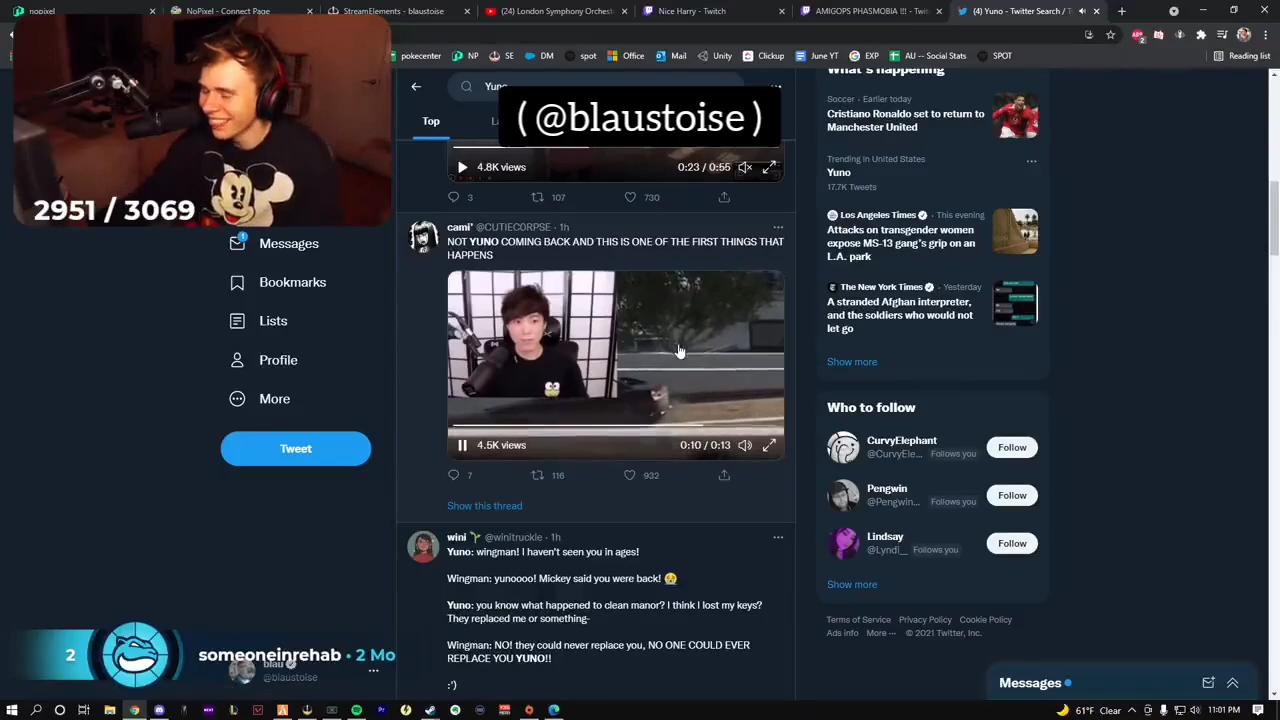 nopixel
NoPixel - Connect Page
StreamElements - blaustoise
(24) London Symphony Orchest
Nice Harry - Twitch
AMIGOPS PHASMOBIA !!! - Twit
(4) Yuno - Twitter Search / T
pokecenter
NP
SE
DM
spot
Office
Mail
UE
Clickup
June YT
EXP
AU -- Social Stats
SPOT
Reading list
2951 / 3069
Messages
Bookmarks
Lists
Profile
More
Tweet
2
someoneinrehab • 2 Mo
blau
@blaustoise
Yuno
(@blaustoise)
Top
4.8K views
0:23 / 0:55
3
107
730
cami' @CUTIEC0RPSE · 1h
NOT YUNO COMING BACK AND THIS IS ONE OF THE FIRST THINGS THAT
HAPPENS
4.5K views
0:10 / 0:13
7
116
932
Show this thread
wini @winitruckle · 1h
Yuno: wingman! I haven't seen you in ages!
Wingman: yunoooo! Mickey said you were back! 😭
Yuno: you know what happened to clean manor? I think I lost my keys?
They replaced me or something-
Wingman: NO! they could never replace you, NO ONE COULD EVER
REPLACE YOU YUNO!!
:')
What's happening
Soccer · Earlier today
Cristiano Ronaldo set to return to
Manchester United
Trending in United States
Yuno
17.7K Tweets
Los Angeles Times · This evening
Attacks on transgender women
expose MS-13 gang's grip on an
L.A. park
The New York Times · Yesterday
A stranded Afghan interpreter,
and the soldiers who would not
let go
Show more
Who to follow
CurvyElephant
@CurvyEle... Follows you
Follow
Pengwin
@Pengwin... Follows you
Follow
Lindsay
@Lyndi__ Follows you
Follow
Show more
Terms of Service Privacy Policy Cookie Policy
Ads info More ··· © 2021 Twitter, Inc.
Messages
61°F Clear
11:01 PM